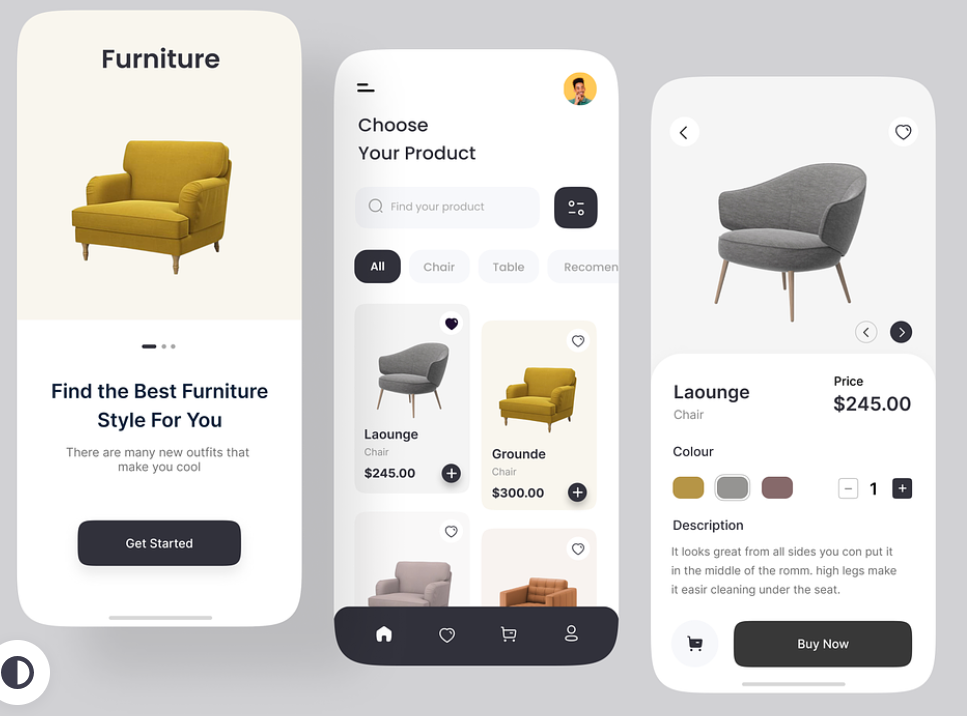 Furniture
Find the Best Furniture
Style For You
There are many new outfits that
make you cool
Get Started
Choose
Your Product
Find your product
All
Chair
Table
Recomen
Laounge
Chair
$245.00
Grounde
Chair
$300.00
Laounge
Chair
Price
$245.00
Colour
1
Description
It looks great from all sides you con put it
in the middle of the romm. high legs make
it easir cleaning under the seat.
Buy Now